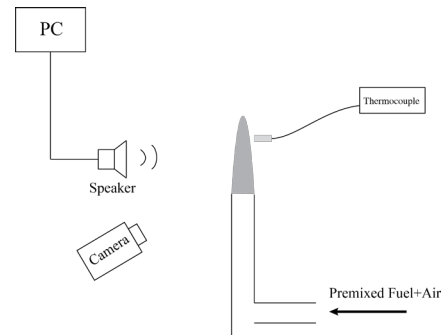 PC
Thermocouple
Speaker
Camera
Premixed Fuel+Air